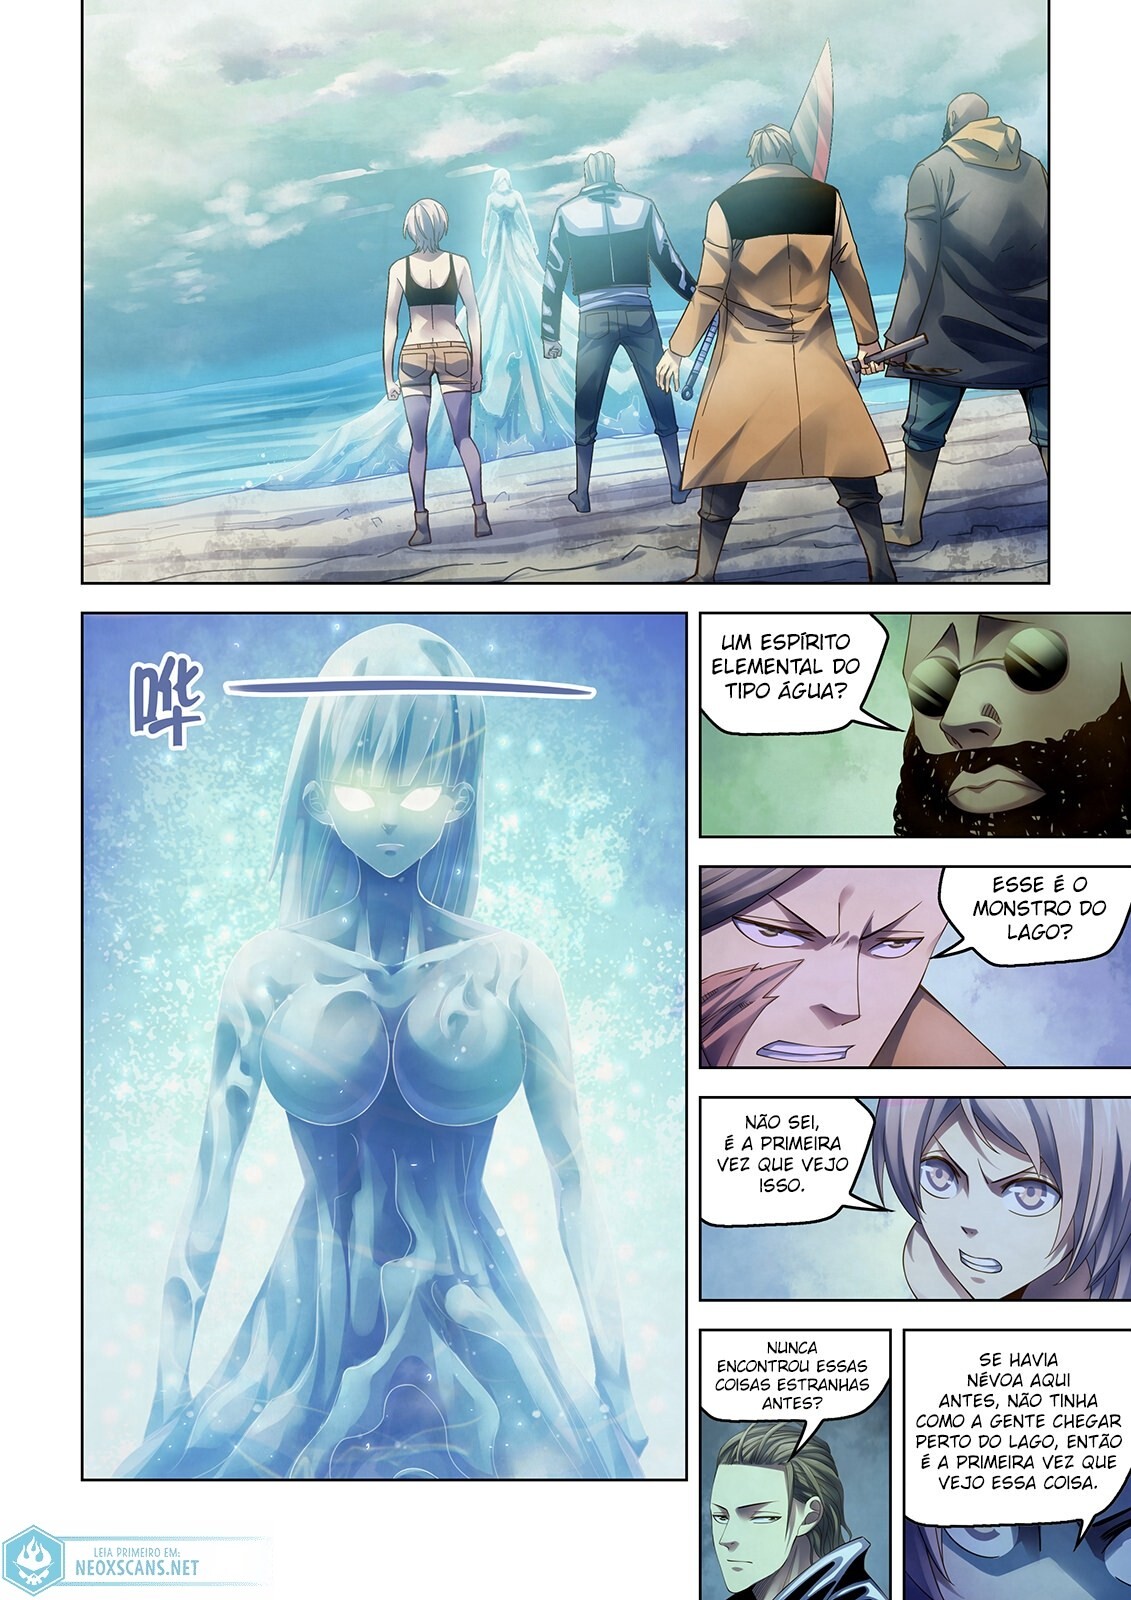 哗
UM ESPÍRITO
ELEMENTAL DO
TIPO ÁGUA?
ESSE É O
MONSTRO DO
LAGO?
NÃO SEI,
É A PRIMEIRA
VEZ QUE VEJO
ISSO.
NUNCA
ENCONTROU ESSAS
COISAS ESTRANHAS
ANTES?
SE HAVIA
NÉVOA AQUI
ANTES, NÃO TINHA
COMO A GENTE CHEGAR
PERTO DO LAGO, ENTÃO
É A PRIMEIRA VEZ QUE
VEJO ESSA COISA.
LEIA PRIMEIRO EM:
NEOXSCANS.NET